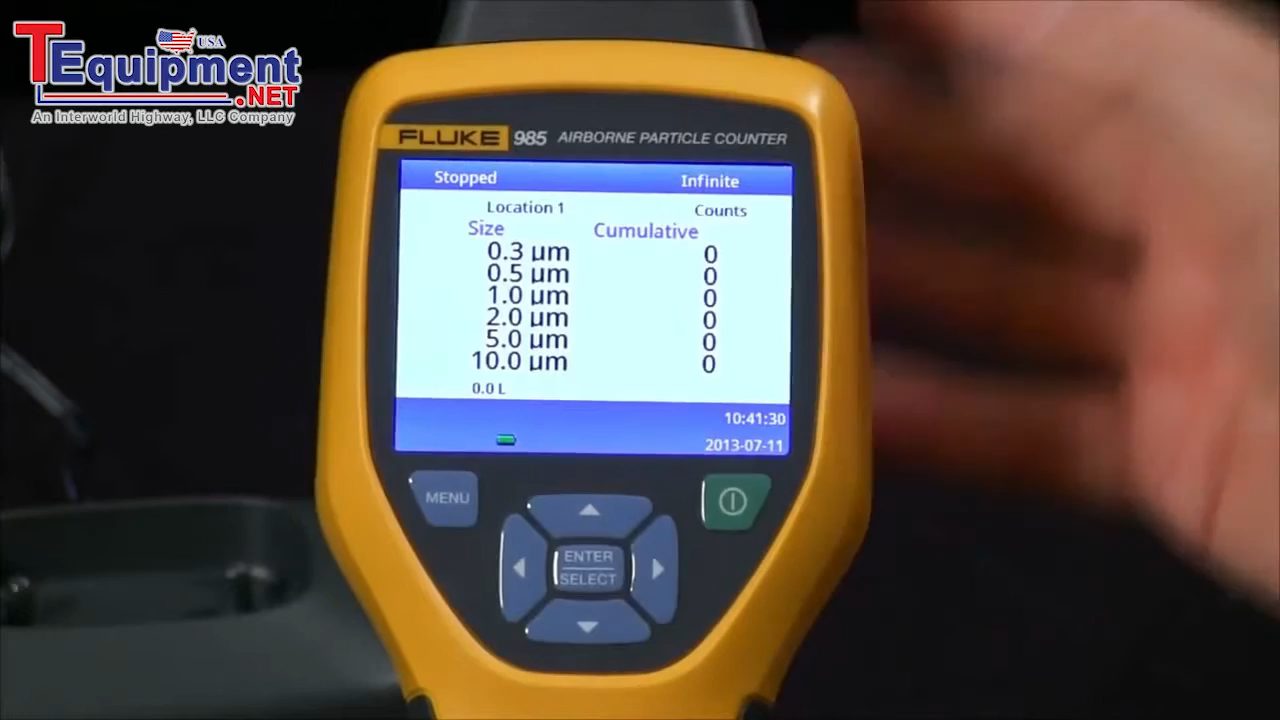 TEquipment USA
.NET
An Interworld Highway, LLC Company
FLUKE 985 AIRBORNE PARTICLE COUNTER
Stopped Infinite
Location 1 Counts
Size Cumulative
0.3 µm 0
0.5 µm 0
1.0 µm 0
2.0 µm 0
5.0 µm 0
10.0 µm 0
0.0 L
10:41:30
2013-07-11
MENU
ENTER
SELECT